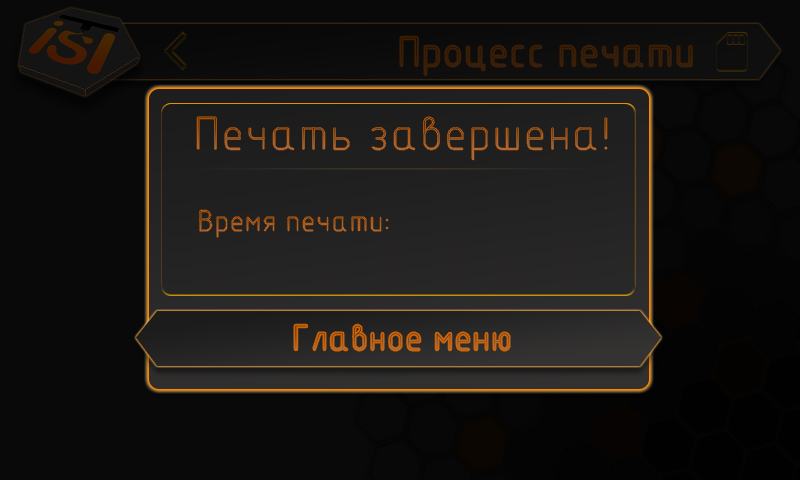 iSI
Процесс печати
Печать завершена!
Время печати:
Главное меню